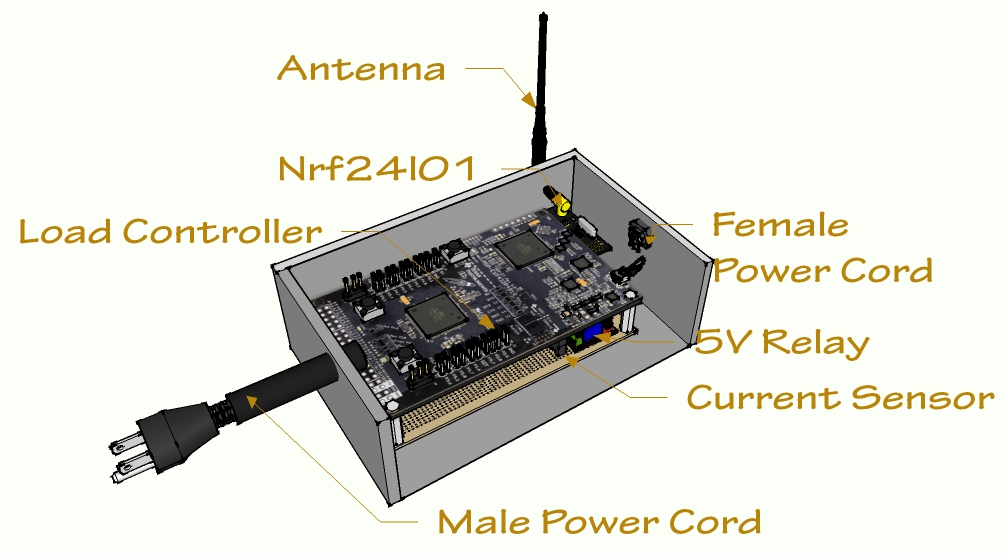 Antenna
Nrf24l01
Load Controller
Female
Power Cord
5V Relay
Current Sensor
Male Power Cord